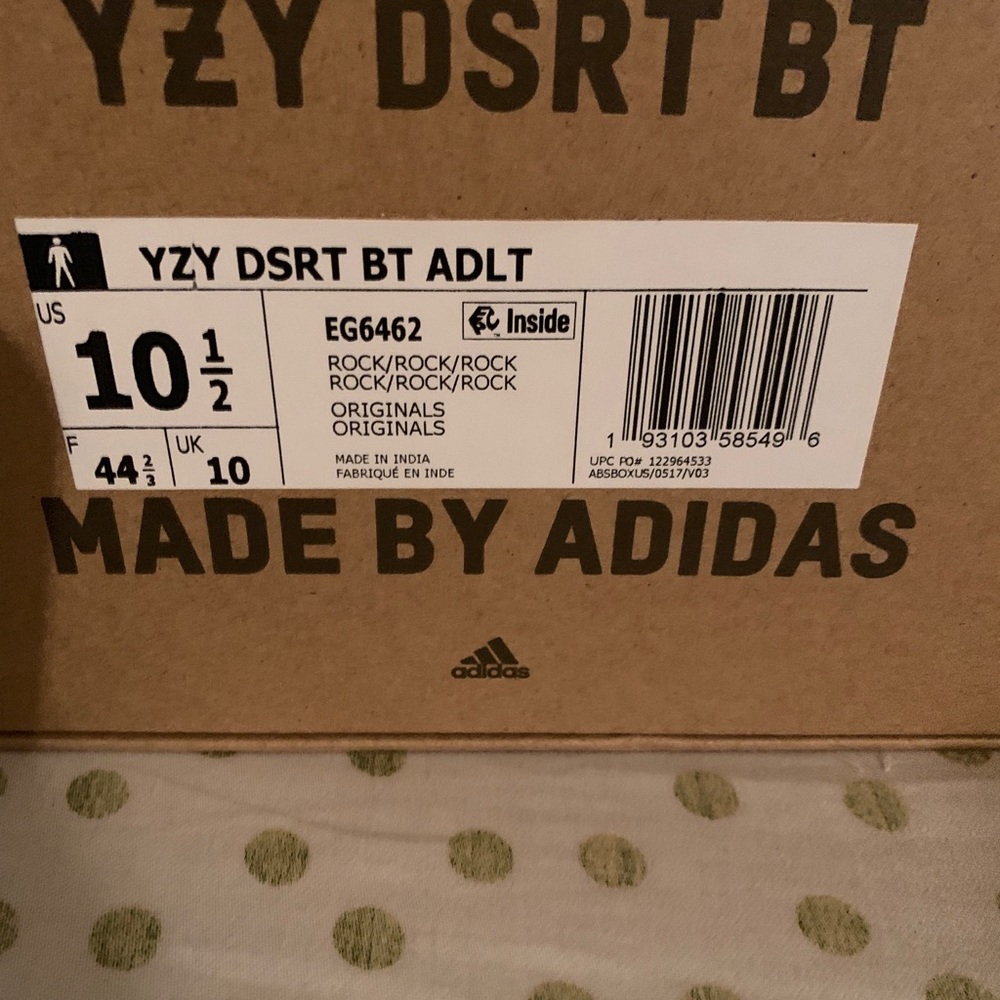 YZY DSRT BT
YZY DSRT BT ADLT
US
10 1/2
F
44 2/3
UK
10
EG6462
Inside
ROCK/ROCK/ROCK
ROCK/ROCK/ROCK
ORIGINALS
ORIGINALS
MADE IN INDIA
FABRIQUÉ EN INDE
1 93103 58549 6
UPC PO# 122964533
ABSBOXUS/0517/V03
MADE BY ADIDAS
adidas